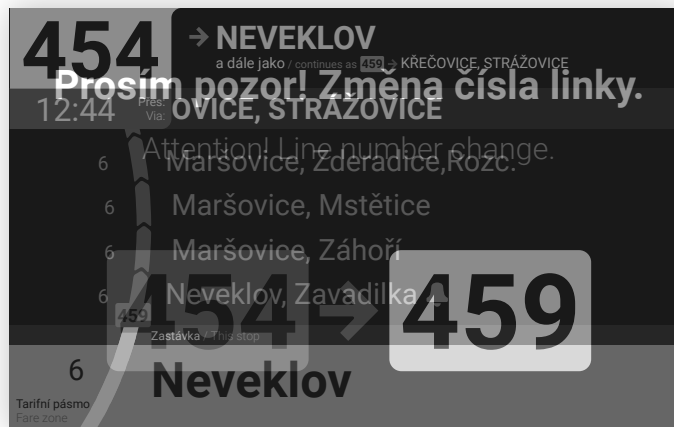 454
→ NEVEKLOV
a dále jako / continues as 459 → KŘEČOVICE, STRÁŽOVICE
Prosím pozor! Změna čísla linky.
12:44
Přes:
Via:
OVICE, STRÁŽOVICE
Attention! Line number change.
6 Maršovice, Zderadice,Rozc.
6 Maršovice, Mstětice
6 Maršovice, Záhoří
6 Neveklov, Zavadilka
454 → 459
459
Zastávka / This stop
6 Neveklov
Tarifní pásmo
Fare zone